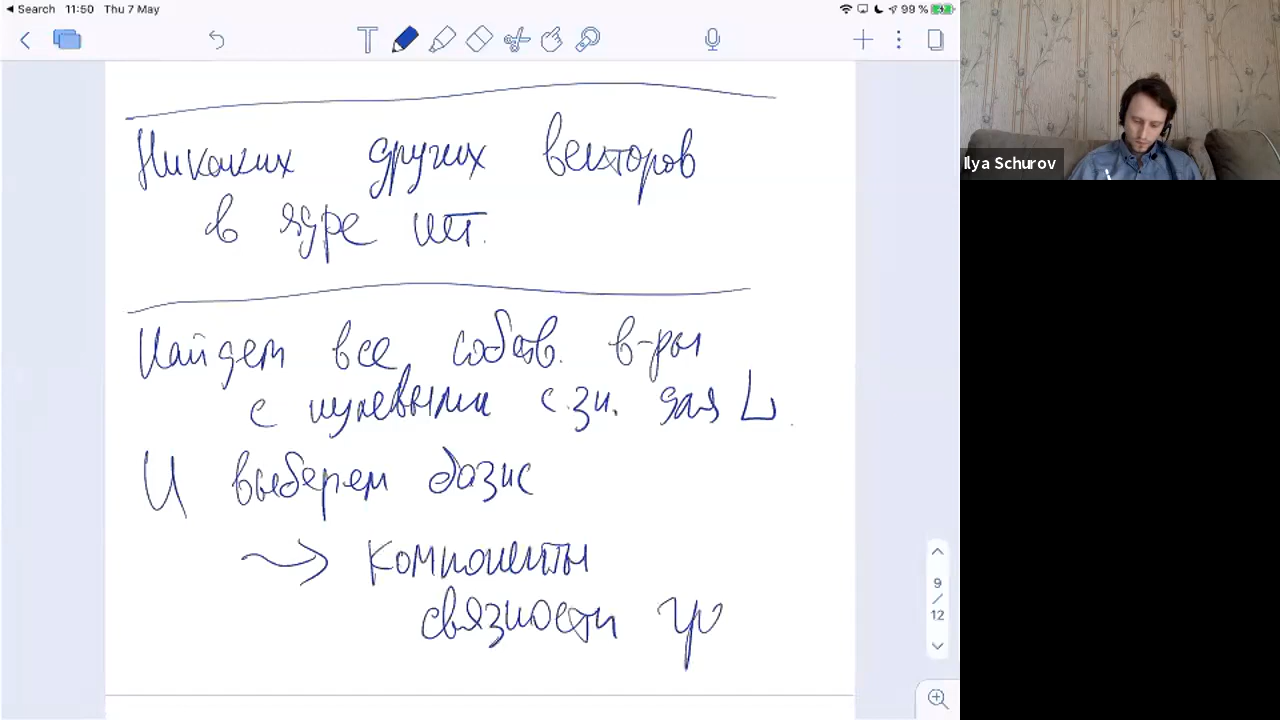 Search 11:50 Thu 7 May 99 %
Никаких других векторов
в ядре нет.
Найдем все собств. в-ры
с нулевыми с.зн. для L.
И выберем базис
→ компоненты
связности
9
/
12
Ilya Schurov